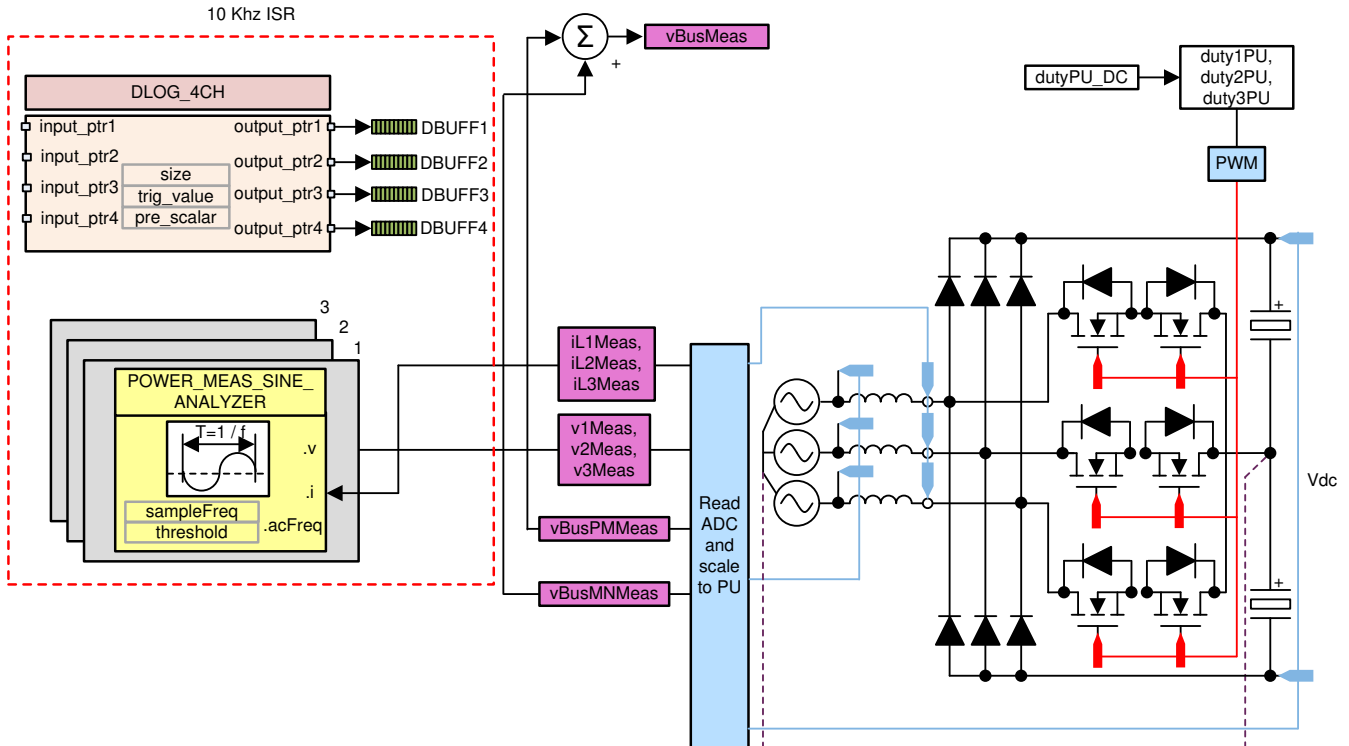 10 Khz ISR
DLOG_4CH
input_ptr1
input_ptr2
input_ptr3
input_ptr4
size
trig_value
pre_scalar
output_ptr1
output_ptr2
output_ptr3
output_ptr4
DBUFF1
DBUFF2
DBUFF3
DBUFF4
3
2
1
POWER_MEAS_SINE_
ANALYZER
T=1 / f
.v
.i
.acFreq
sampleFreq
threshold
Σ
+
vBusMeas
iL1Meas,
iL2Meas,
iL3Meas
v1Meas,
v2Meas,
v3Meas
vBusPMMeas
vBusMNMeas
Read
ADC
and
scale
to PU
dutyPU_DC
duty1PU,
duty2PU,
duty3PU
PWM
+
+
Vdc